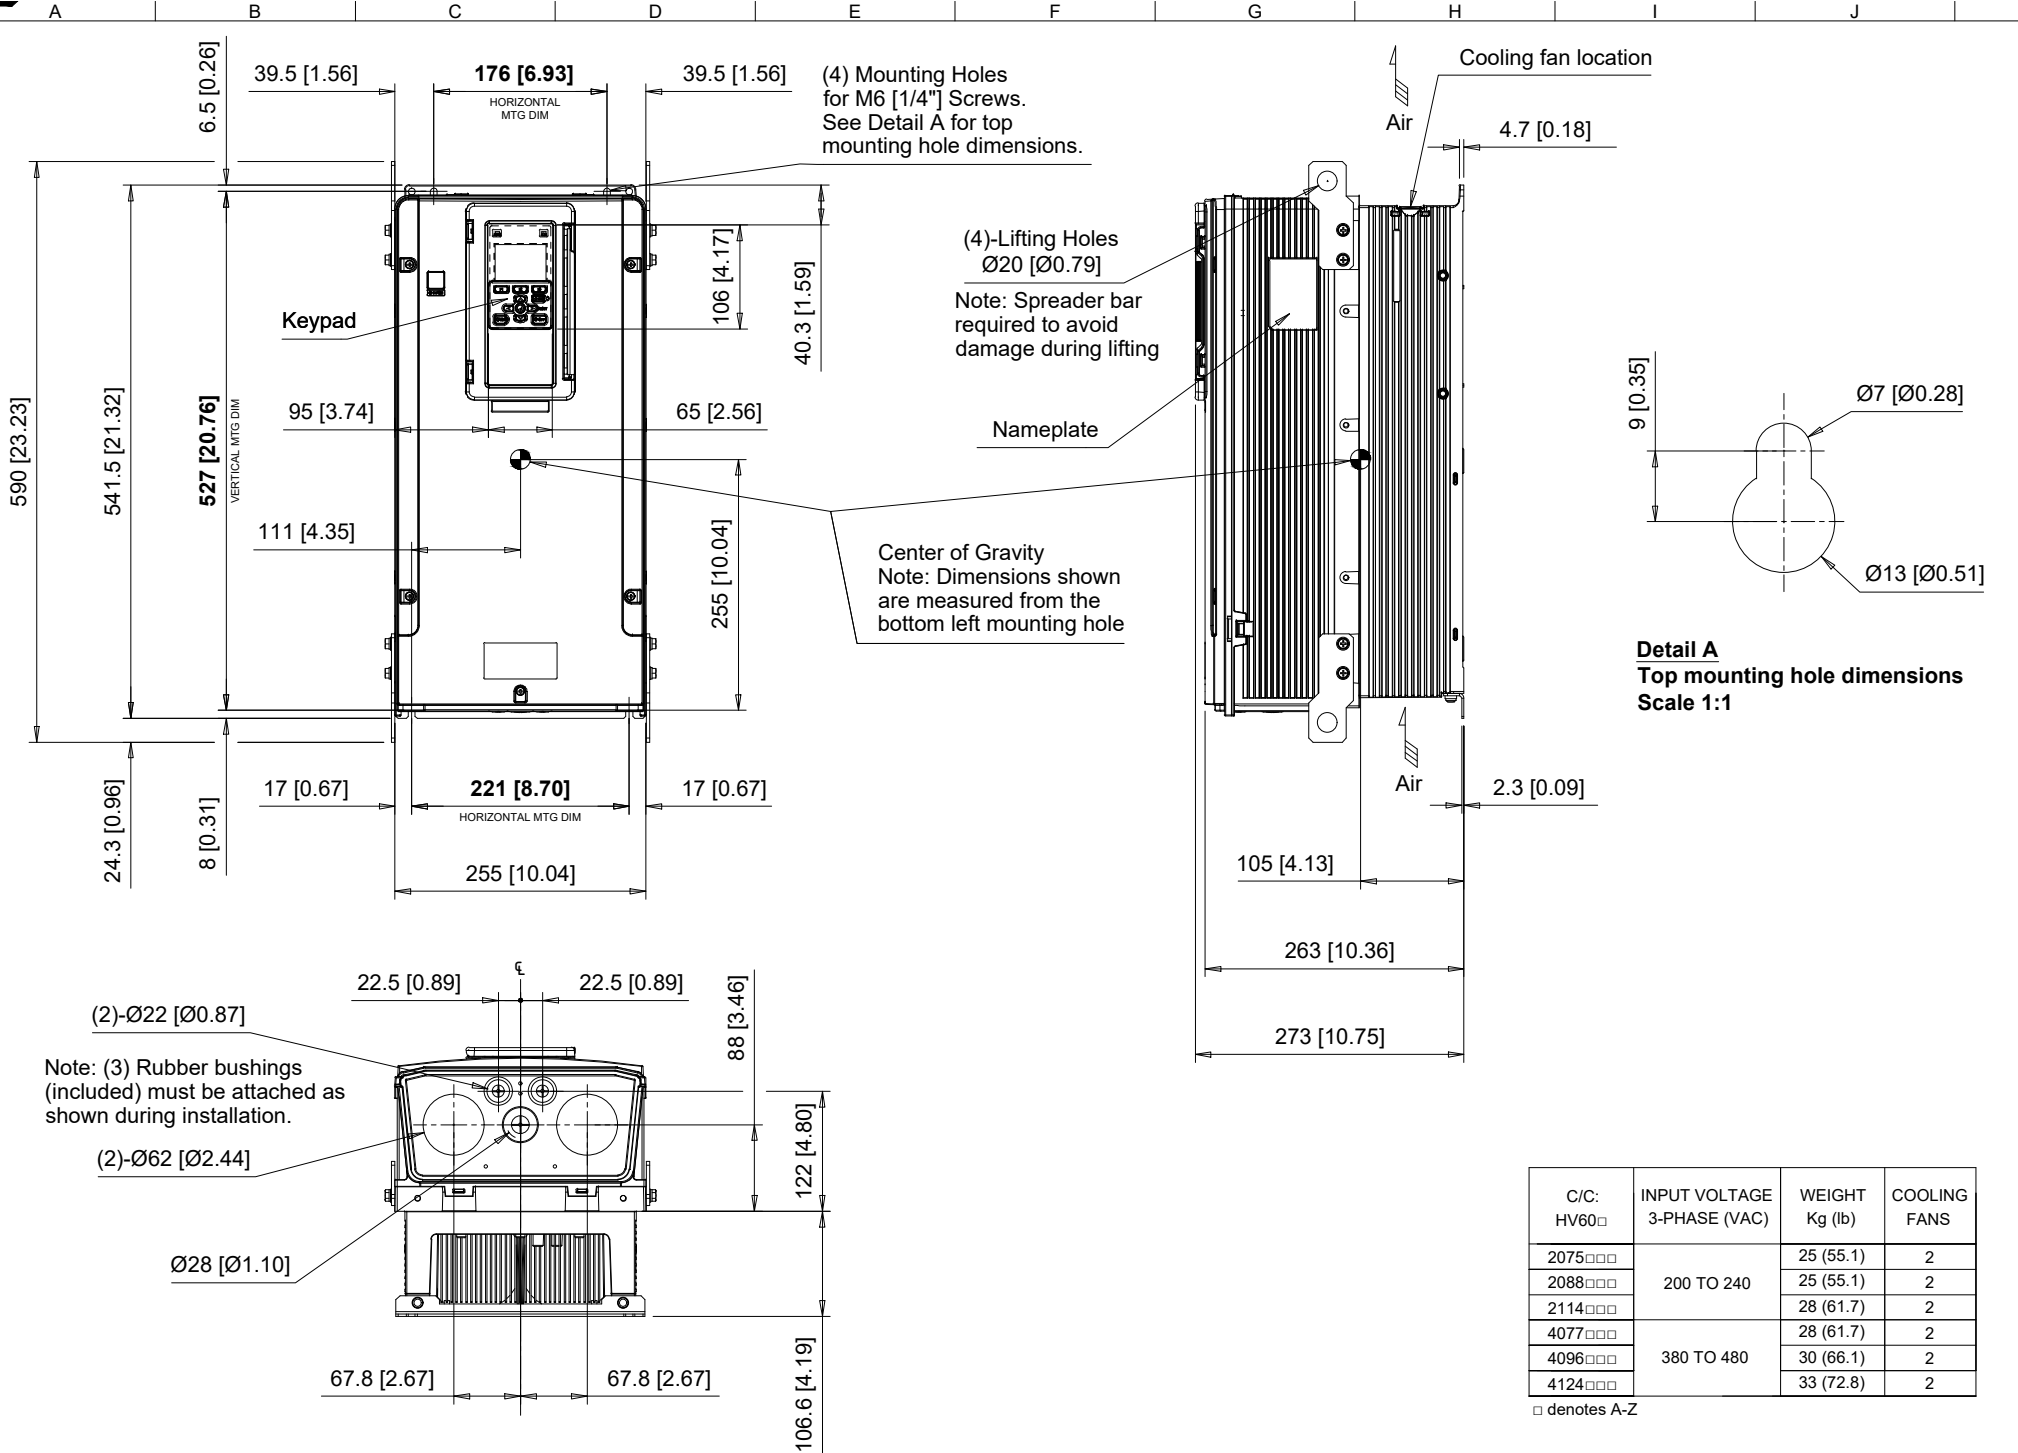 A B C D E F G H I J
39.5 [1.56]
176 [6.93]
HORIZONTAL
MTG DIM
39.5 [1.56]
6.5 [0.26]
(4) Mounting Holes
for M6 [1/4"] Screws.
See Detail A for top
mounting hole dimensions.
590 [23.23]
541.5 [21.32]
527 [20.76]
VERTICAL MTG DIM
Keypad
106 [4.17]
40.3 [1.59]
95 [3.74]
65 [2.56]
111 [4.35]
255 [10.04]
24.3 [0.96]
8 [0.31]
17 [0.67]
221 [8.70]
HORIZONTAL MTG DIM
17 [0.67]
255 [10.04]
Center of Gravity
Note: Dimensions shown
are measured from the
bottom left mounting hole
Air
Cooling fan location
4.7 [0.18]
(4)-Lifting Holes
Ø20 [Ø0.79]
Note: Spreader bar
required to avoid
damage during lifting
Nameplate
Air
2.3 [0.09]
105 [4.13]
263 [10.36]
273 [10.75]
9 [0.35]
Ø7 [Ø0.28]
Ø13 [Ø0.51]
Detail A
Top mounting hole dimensions
Scale 1:1
22.5 [0.89]
22.5 [0.89]
88 [3.46]
(2)-Ø22 [Ø0.87]
Note: (3) Rubber bushings
(included) must be attached as
shown during installation.
(2)-Ø62 [Ø2.44]
Ø28 [Ø1.10]
122 [4.80]
67.8 [2.67]
67.8 [2.67]
106.6 [4.19]
C/C:
HV60□
INPUT VOLTAGE
3-PHASE (VAC)
WEIGHT
Kg (lb)
COOLING
FANS
2075□□□ 25 (55.1) 2
2088□□□ 200 TO 240 25 (55.1) 2
2114□□□ 28 (61.7) 2
4077□□□ 28 (61.7) 2
4096□□□ 380 TO 480 30 (66.1) 2
4124□□□ 33 (72.8) 2
□ denotes A-Z